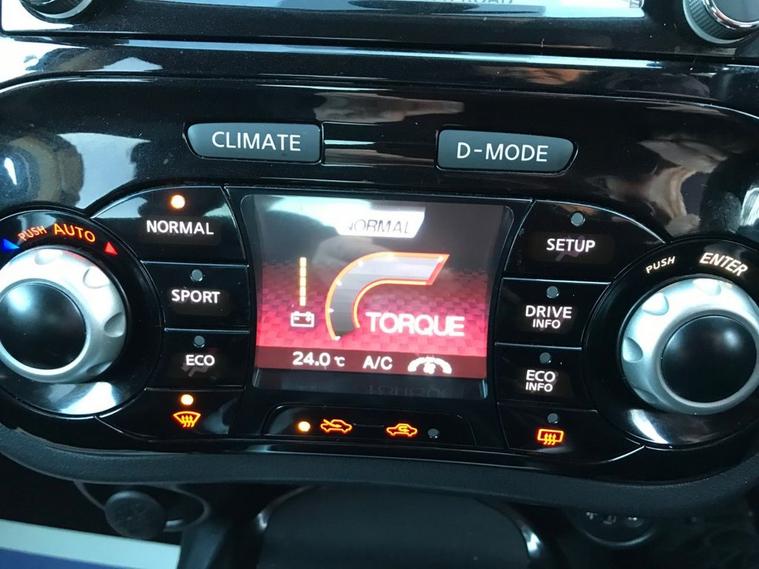 CLIMATE
D-MODE
NORMAL
SPORT
ECO
PUSH AUTO
NORMAL
TORQUE
24.0 °C A/C
SETUP
DRIVE
INFO
ECO
INFO
PUSH ENTER